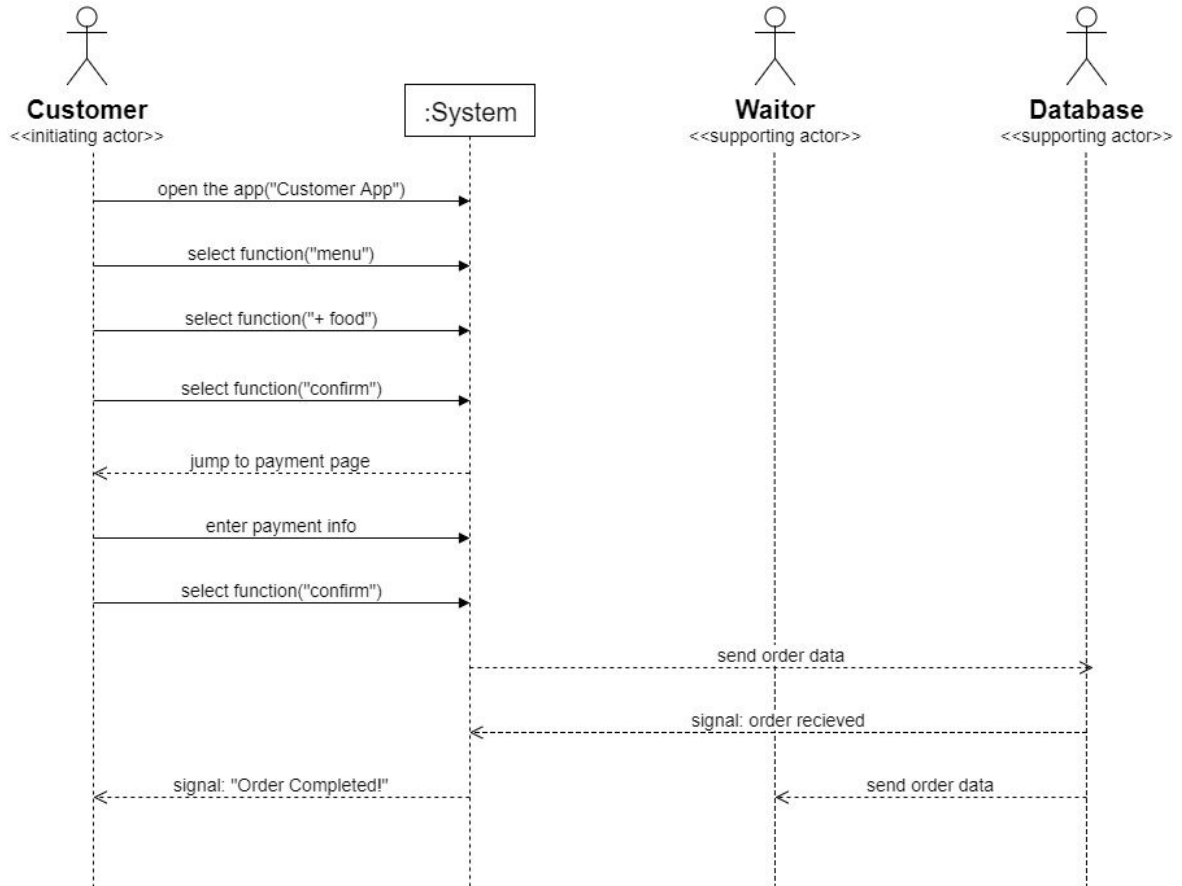 Customer
<<initiating actor>>
:System
Waitor
<<supporting actor>>
Database
<<supporting actor>>
open the app("Customer App")
select function("menu")
select function("+ food")
select function("confirm")
jump to payment page
enter payment info
select function("confirm")
send order data
signal: order recieved
signal: "Order Completed!"
send order data